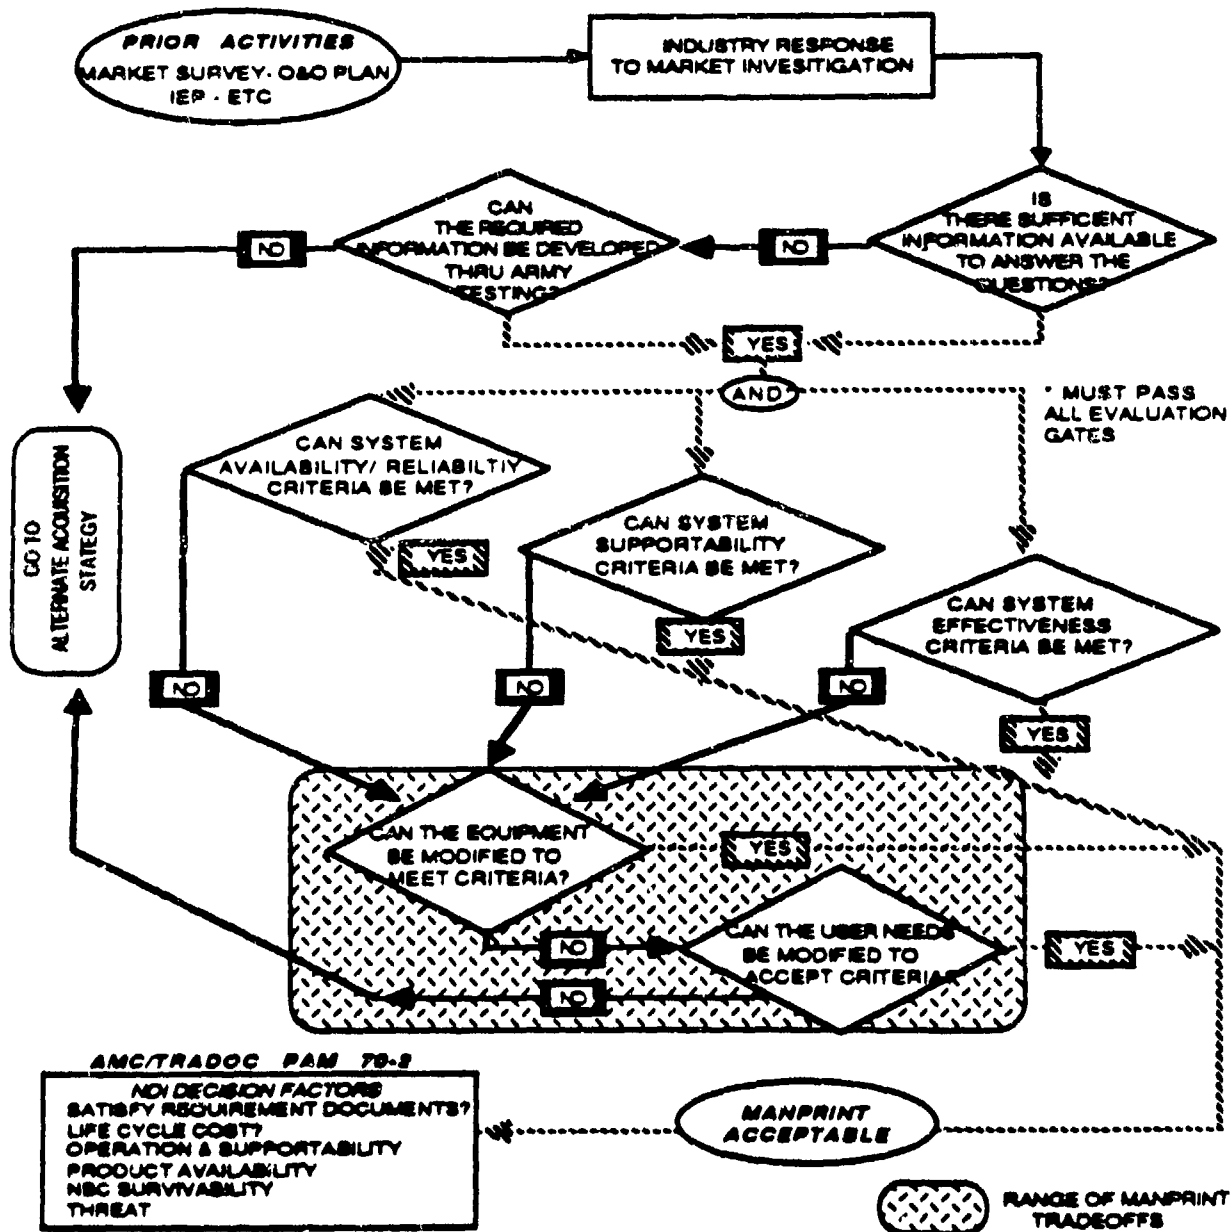 PRIOR ACTIVITIES
MARKET SURVEY- O&O PLAN
IEP - ETC
INDUSTRY RESPONSE
TO MARKET INVESITIGATION
IS
THERE SUFFICIENT
INFORMATION AVAILABLE
TO ANSWER THE
QUESTIONS?
NO
CAN
THE REQUIRED
INFORMATION BE DEVELOPED
THRU ARMY
TESTING?
NO
YES
AND
* MUST PASS
ALL EVALUATION
GATES
GO TO
ALTERNATE ACQUISITION
STATEGY
CAN SYSTEM
AVAILABILITY/ RELIABILTIY
CRITERIA BE MET?
YES
NO
CAN SYSTEM
SUPPORTABILITY
CRITERIA BE MET?
YES
NO
CAN SYSTEM
EFFECTIVENESS
CRITERIA BE MET?
NO
YES
CAN THE EQUIPMENT
BE MODIFIED TO
MEET CRITERIA?
YES
NO
CAN THE USER NEEDS
BE MODIFIED TO
ACCEPT CRITERIA?
YES
NO
AMC/TRADOC PAM 70-2
NDI DECISION FACTORS
SATISFY REQUIREMENT DOCUMENTS?
LIFE CYCLE COST?
OPERATION & SUPPORTABILITY
PRODUCT AVAILABILITY
NBC SURVIVABILITY
THREAT
MANPRINT
ACCEPTABLE
RANGE OF MANPRINT
TRADEOFFS